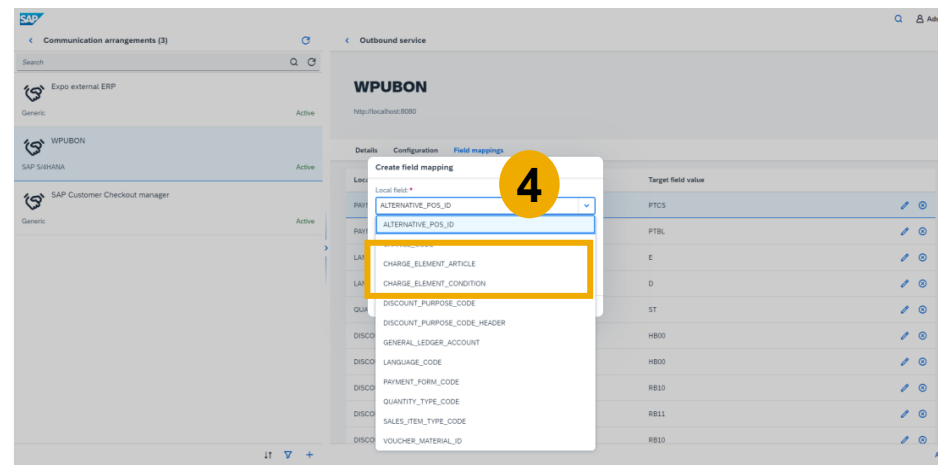 SAP
Adm
Communication arrangements (3)
Outbound service
Search
Expo external ERP
Generic
Active
WPUBON
SAP S/4HANA
Active
SAP Customer Checkout manager
Generic
Active
WPUBON
http://localhost:8080
Details Configuration Field mappings
Create field mapping
4
Local field:*
Target field value
ALTERNATIVE_POS_ID
PTCS
ALTERNATIVE_POS_ID
PTBL
CHARGE_ELEMENT_ARTICLE
E
CHARGE_ELEMENT_CONDITION
D
DISCOUNT_PURPOSE_CODE
ST
DISCOUNT_PURPOSE_CODE_HEADER
GENERAL_LEDGER_ACCOUNT
HB00
LANGUAGE_CODE
HB00
PAYMENT_FORM_CODE
RB10
QUANTITY_TYPE_CODE
SALES_ITEM_TYPE_CODE
RB11
VOUCHER_MATERIAL_ID
RB10